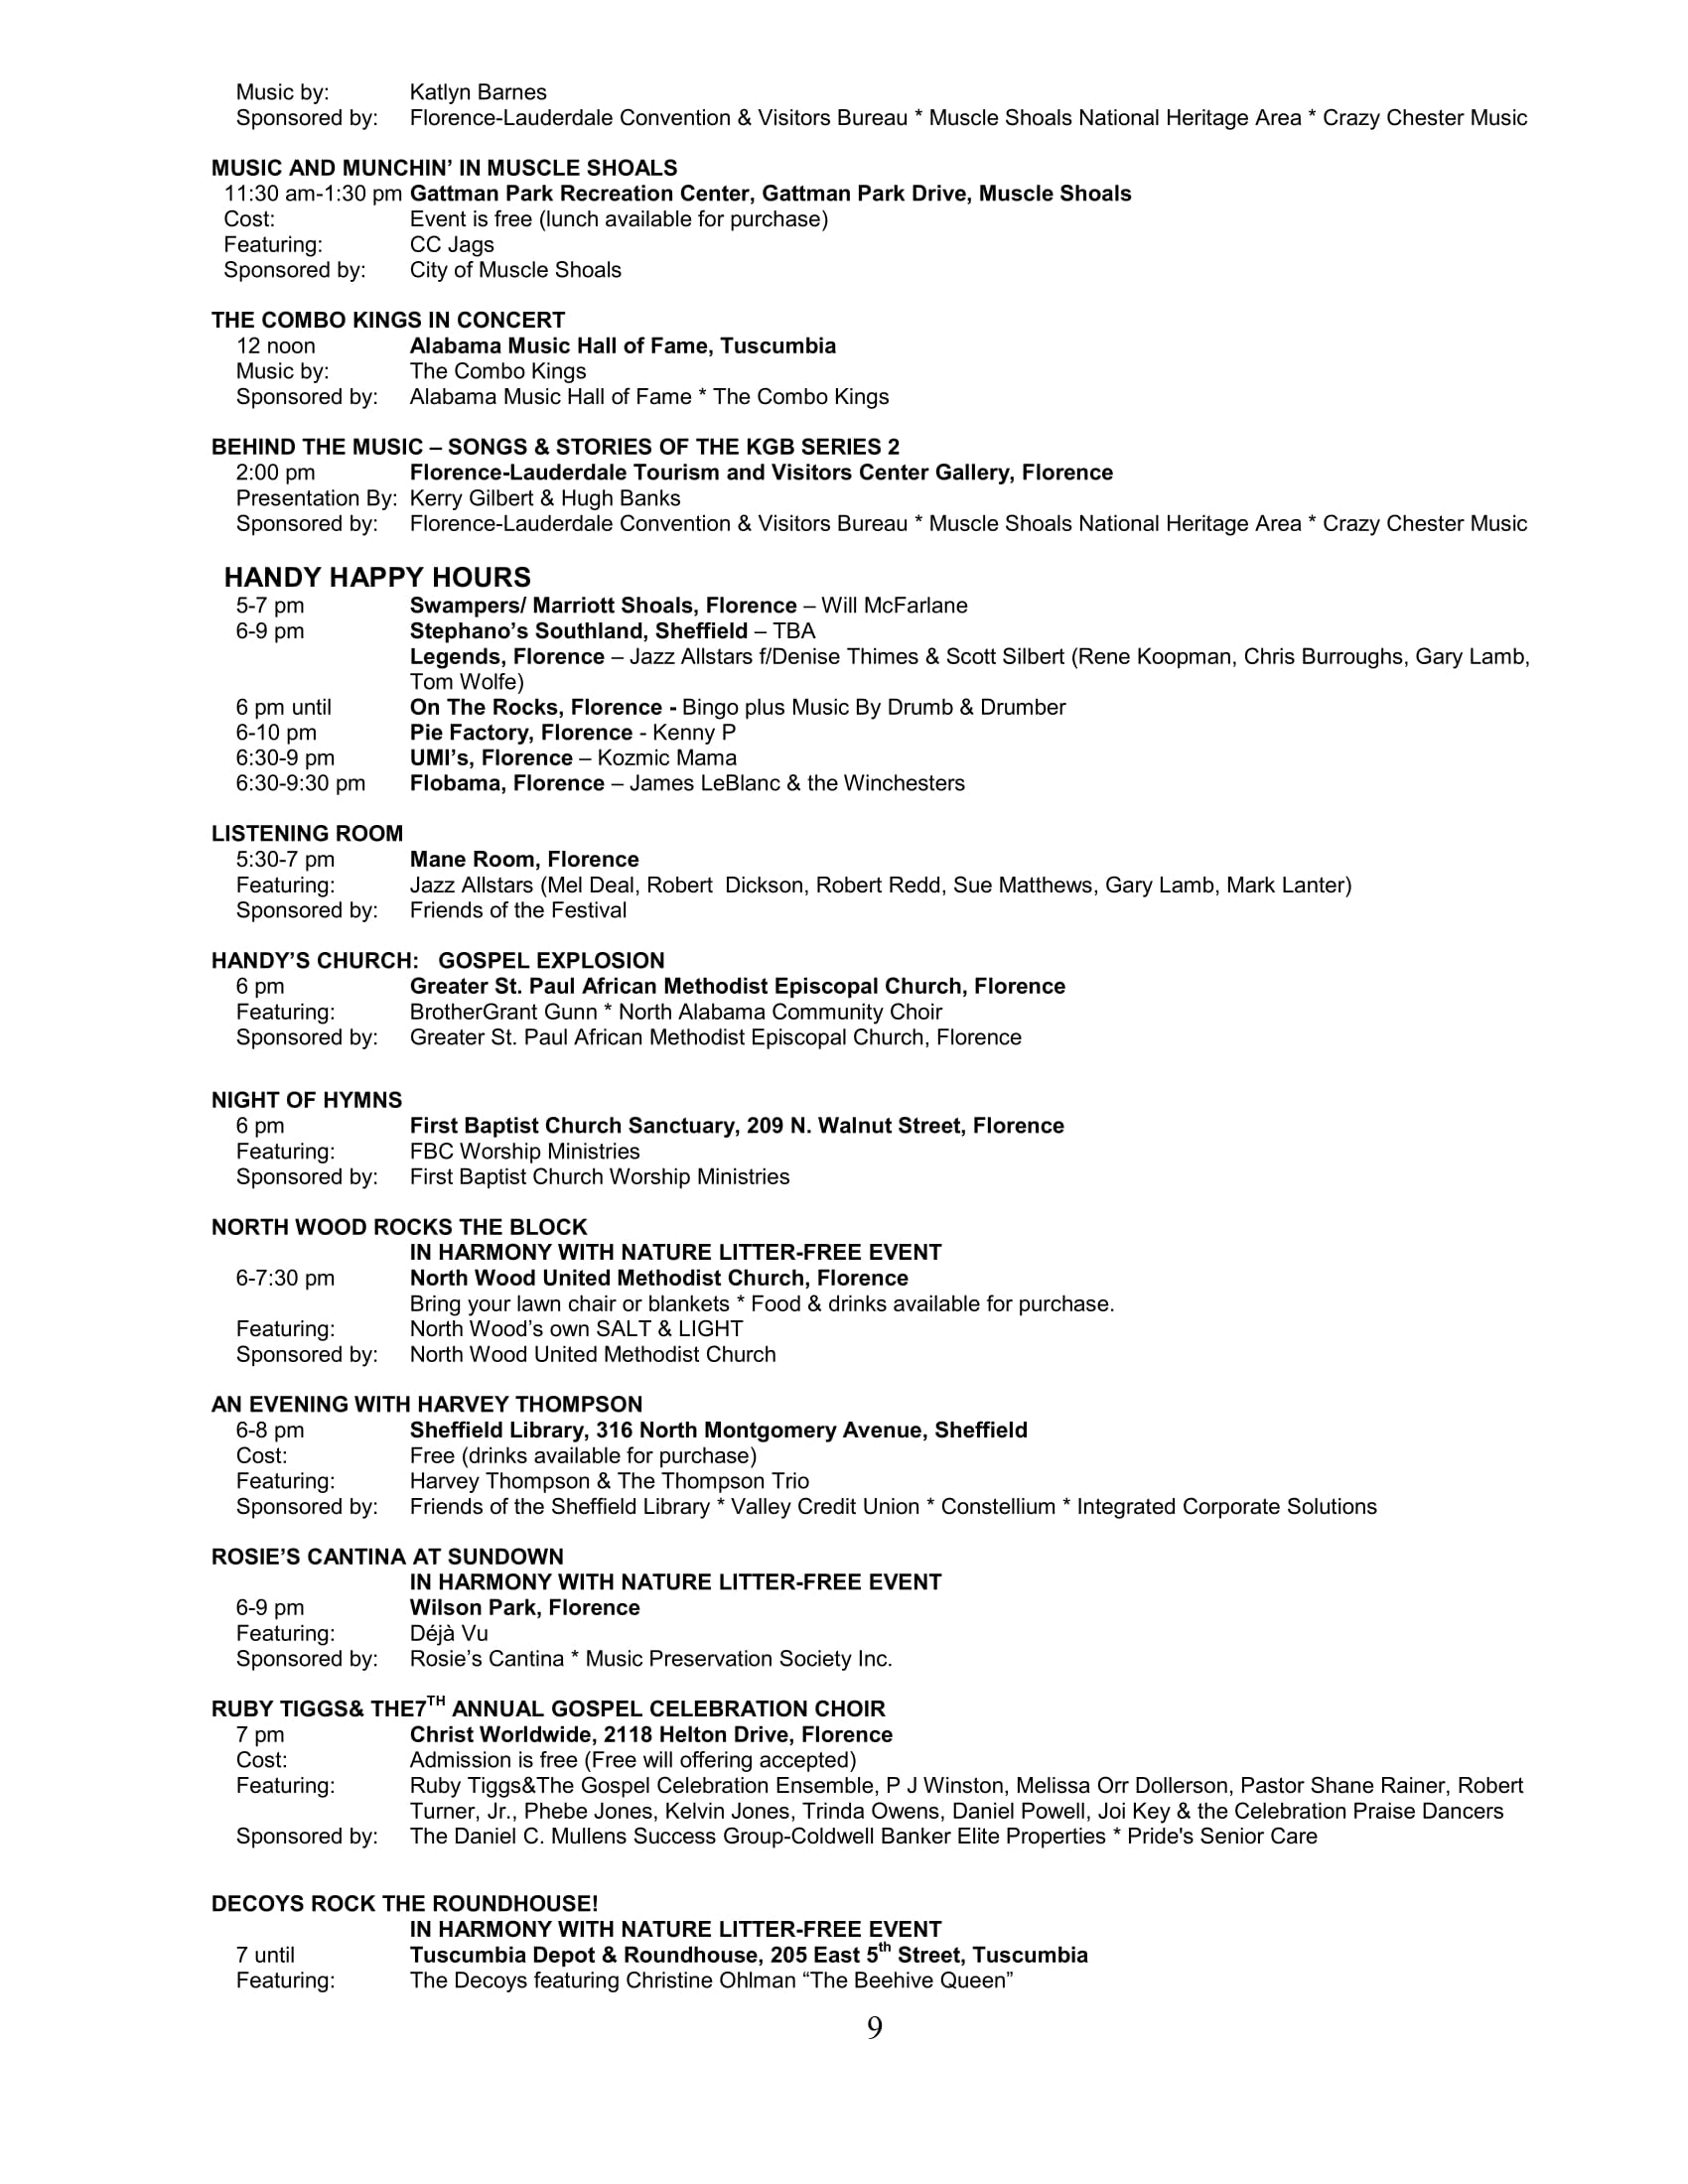 Music by: Katlyn Barnes
Sponsored by: Florence-Lauderdale Convention & Visitors Bureau * Muscle Shoals National Heritage Area * Crazy Chester Music
MUSIC AND MUNCHIN’ IN MUSCLE SHOALS
11:30 am-1:30 pm Gattman Park Recreation Center, Gattman Park Drive, Muscle Shoals
Cost: Event is free (lunch available for purchase)
Featuring: CC Jags
Sponsored by: City of Muscle Shoals
THE COMBO KINGS IN CONCERT
12 noon Alabama Music Hall of Fame, Tuscumbia
Music by: The Combo Kings
Sponsored by: Alabama Music Hall of Fame * The Combo Kings
BEHIND THE MUSIC – SONGS & STORIES OF THE KGB SERIES 2
2:00 pm Florence-Lauderdale Tourism and Visitors Center Gallery, Florence
Presentation By: Kerry Gilbert & Hugh Banks
Sponsored by: Florence-Lauderdale Convention & Visitors Bureau * Muscle Shoals National Heritage Area * Crazy Chester Music
HANDY HAPPY HOURS
5-7 pm Swampers/ Marriott Shoals, Florence – Will McFarlane
6-9 pm Stephano’s Southland, Sheffield – TBA
Legends, Florence – Jazz Allstars f/Denise Thimes & Scott Silbert (Rene Koopman, Chris Burroughs, Gary Lamb,
Tom Wolfe)
6 pm until On The Rocks, Florence - Bingo plus Music By Drumb & Drumber
6-10 pm Pie Factory, Florence - Kenny P
6:30-9 pm UMI’s, Florence – Kozmic Mama
6:30-9:30 pm Flobama, Florence – James LeBlanc & the Winchesters
LISTENING ROOM
5:30-7 pm Mane Room, Florence
Featuring: Jazz Allstars (Mel Deal, Robert  Dickson, Robert Redd, Sue Matthews, Gary Lamb, Mark Lanter)
Sponsored by: Friends of the Festival
HANDY’S CHURCH:   GOSPEL EXPLOSION
6 pm Greater St. Paul African Methodist Episcopal Church, Florence
Featuring: BrotherGrant Gunn * North Alabama Community Choir
Sponsored by: Greater St. Paul African Methodist Episcopal Church, Florence
NIGHT OF HYMNS
6 pm First Baptist Church Sanctuary, 209 N. Walnut Street, Florence
Featuring: FBC Worship Ministries
Sponsored by: First Baptist Church Worship Ministries
NORTH WOOD ROCKS THE BLOCK
IN HARMONY WITH NATURE LITTER-FREE EVENT
6-7:30 pm North Wood United Methodist Church, Florence
Bring your lawn chair or blankets * Food & drinks available for purchase.
Featuring: North Wood’s own SALT & LIGHT
Sponsored by: North Wood United Methodist Church
AN EVENING WITH HARVEY THOMPSON
6-8 pm Sheffield Library, 316 North Montgomery Avenue, Sheffield
Cost: Free (drinks available for purchase)
Featuring: Harvey Thompson & The Thompson Trio
Sponsored by: Friends of the Sheffield Library * Valley Credit Union * Constellium * Integrated Corporate Solutions
ROSIE’S CANTINA AT SUNDOWN
IN HARMONY WITH NATURE LITTER-FREE EVENT
6-9 pm Wilson Park, Florence
Featuring: Déjà Vu
Sponsored by: Rosie’s Cantina * Music Preservation Society Inc.
RUBY TIGGS& THE7TH ANNUAL GOSPEL CELEBRATION CHOIR
7 pm Christ Worldwide, 2118 Helton Drive, Florence
Cost: Admission is free (Free will offering accepted)
Featuring: Ruby Tiggs&The Gospel Celebration Ensemble, P J Winston, Melissa Orr Dollerson, Pastor Shane Rainer, Robert
Turner, Jr., Phebe Jones, Kelvin Jones, Trinda Owens, Daniel Powell, Joi Key & the Celebration Praise Dancers
Sponsored by: The Daniel C. Mullens Success Group-Coldwell Banker Elite Properties * Pride's Senior Care
DECOYS ROCK THE ROUNDHOUSE!
IN HARMONY WITH NATURE LITTER-FREE EVENT
7 until Tuscumbia Depot & Roundhouse, 205 East 5th Street, Tuscumbia
Featuring: The Decoys featuring Christine Ohlman “The Beehive Queen”
9